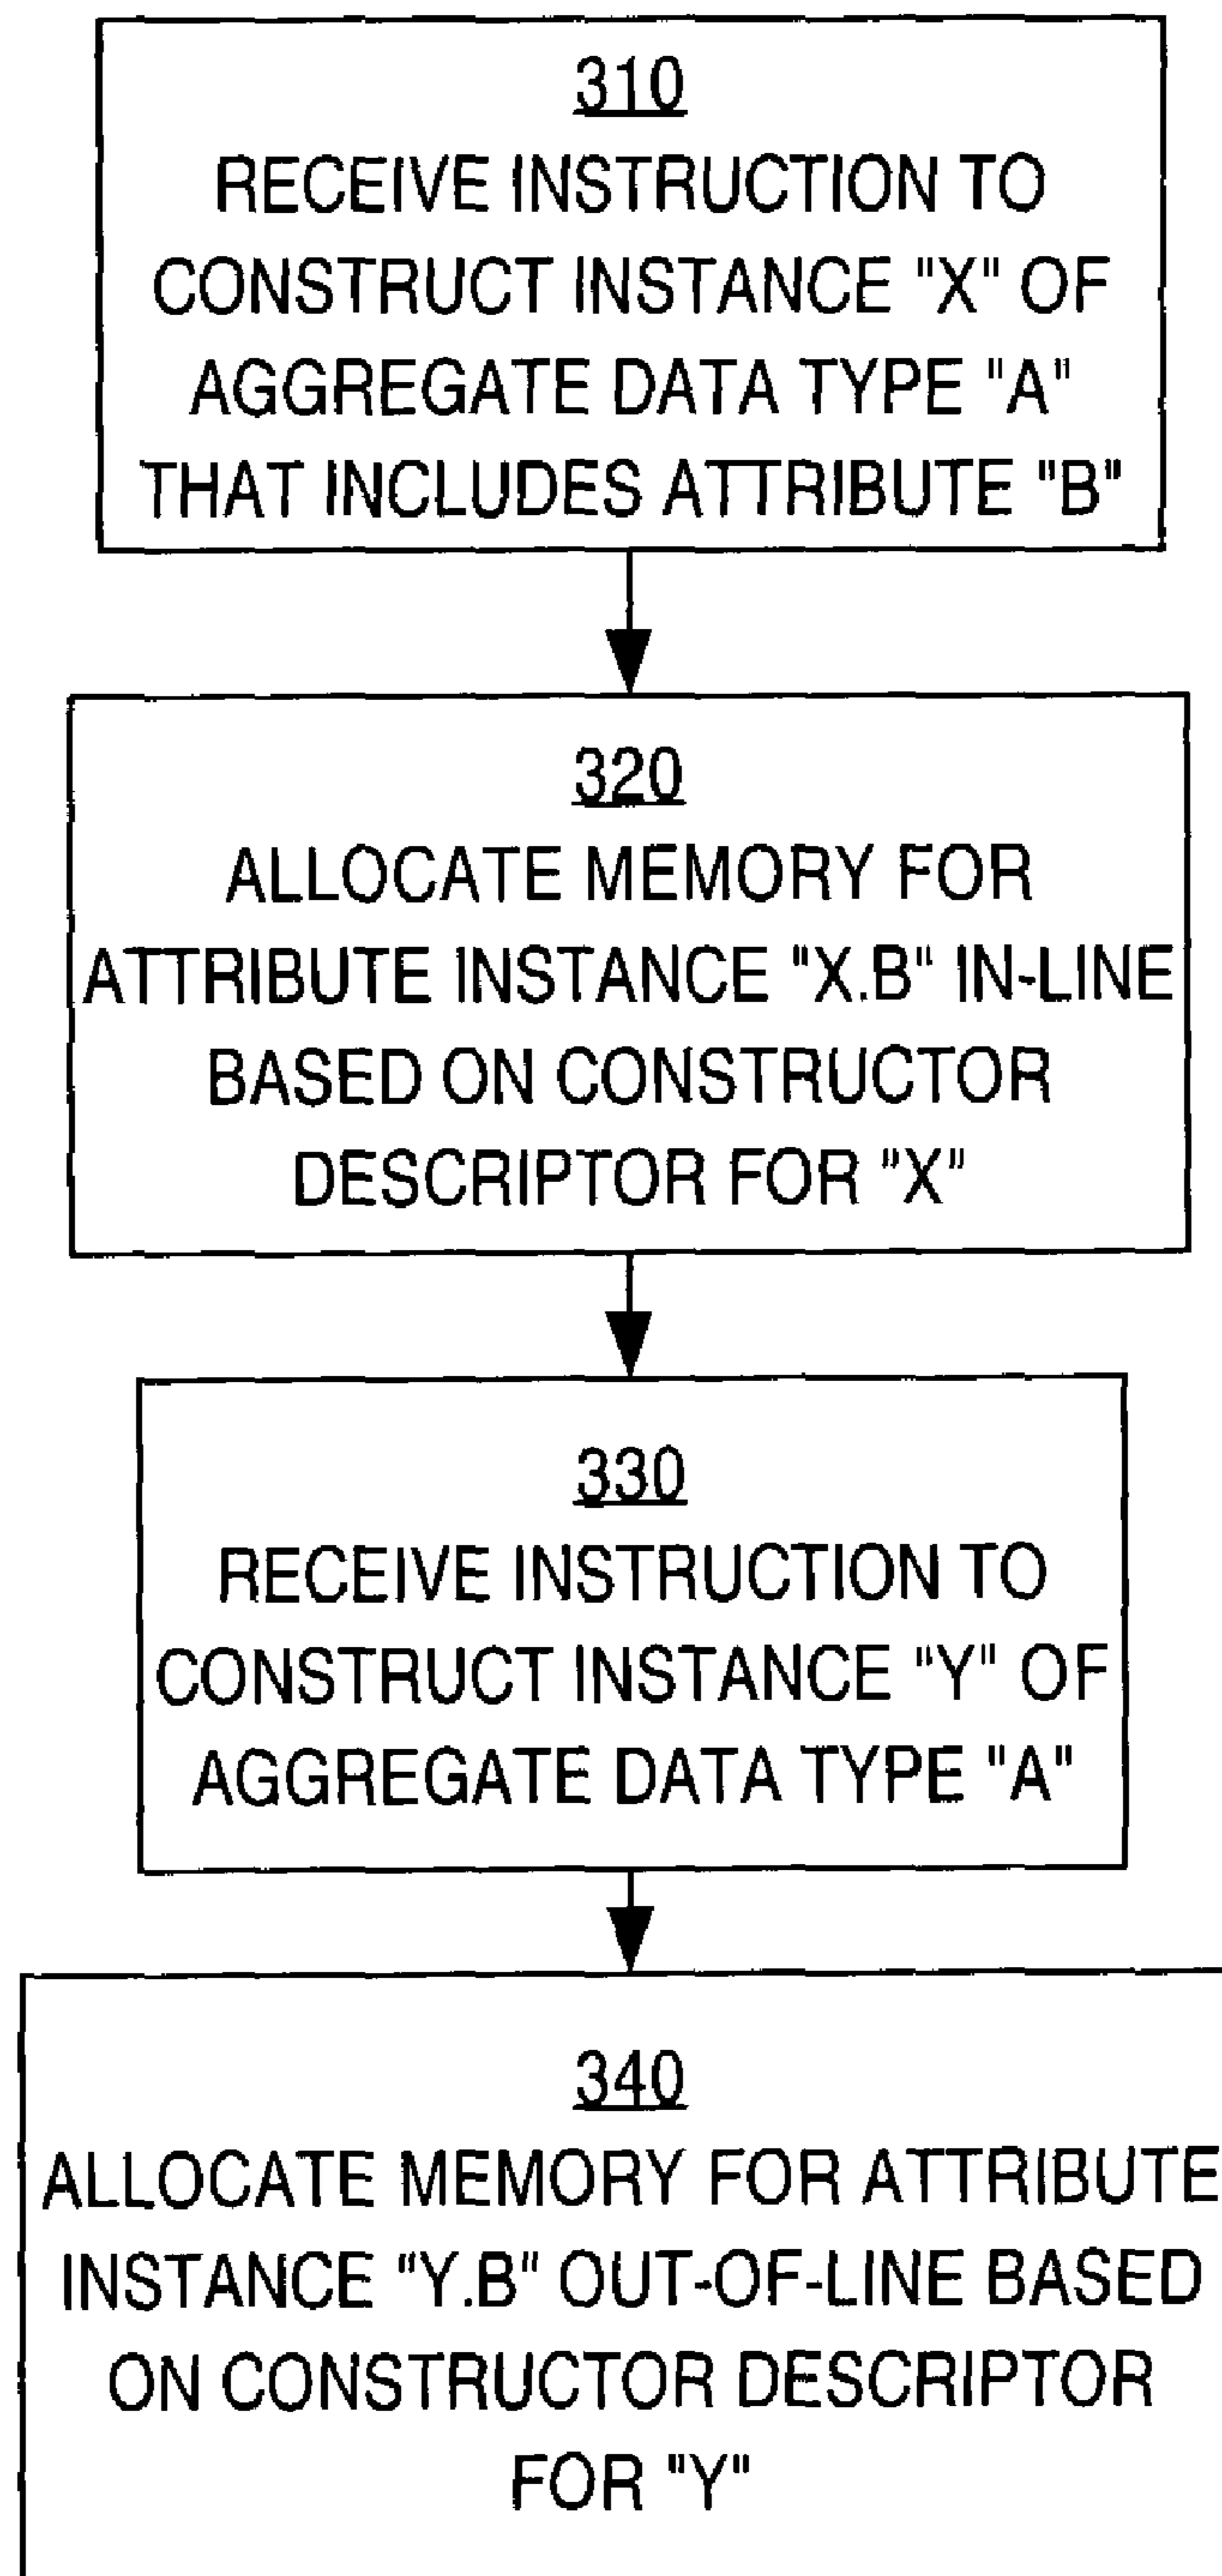 310
RECEIVE INSTRUCTION TO
CONSTRUCT INSTANCE "X" OF
AGGREGATE DATA TYPE "A"
THAT INCLUDES ATTRIBUTE "B"
320
ALLOCATE MEMORY FOR
ATTRIBUTE INSTANCE "X.B" IN-LINE
BASED ON CONSTRUCTOR
DESCRIPTOR FOR "X"
330
RECEIVE INSTRUCTION TO
CONSTRUCT INSTANCE "Y" OF
AGGREGATE DATA TYPE "A"
340
ALLOCATE MEMORY FOR ATTRIBUTE
INSTANCE "Y.B" OUT-OF-LINE BASED
ON CONSTRUCTOR DESCRIPTOR
FOR "Y"